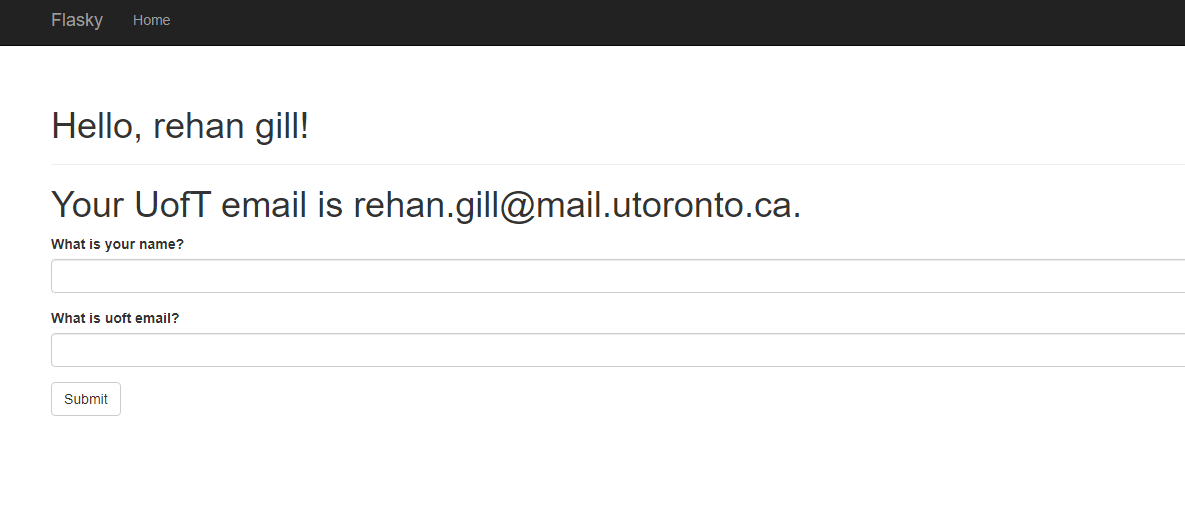 Flasky Home
Hello, rehan gill!
Your UofT email is rehan.gill@mail.utoronto.ca.
What is your name?
What is uoft email?
Submit